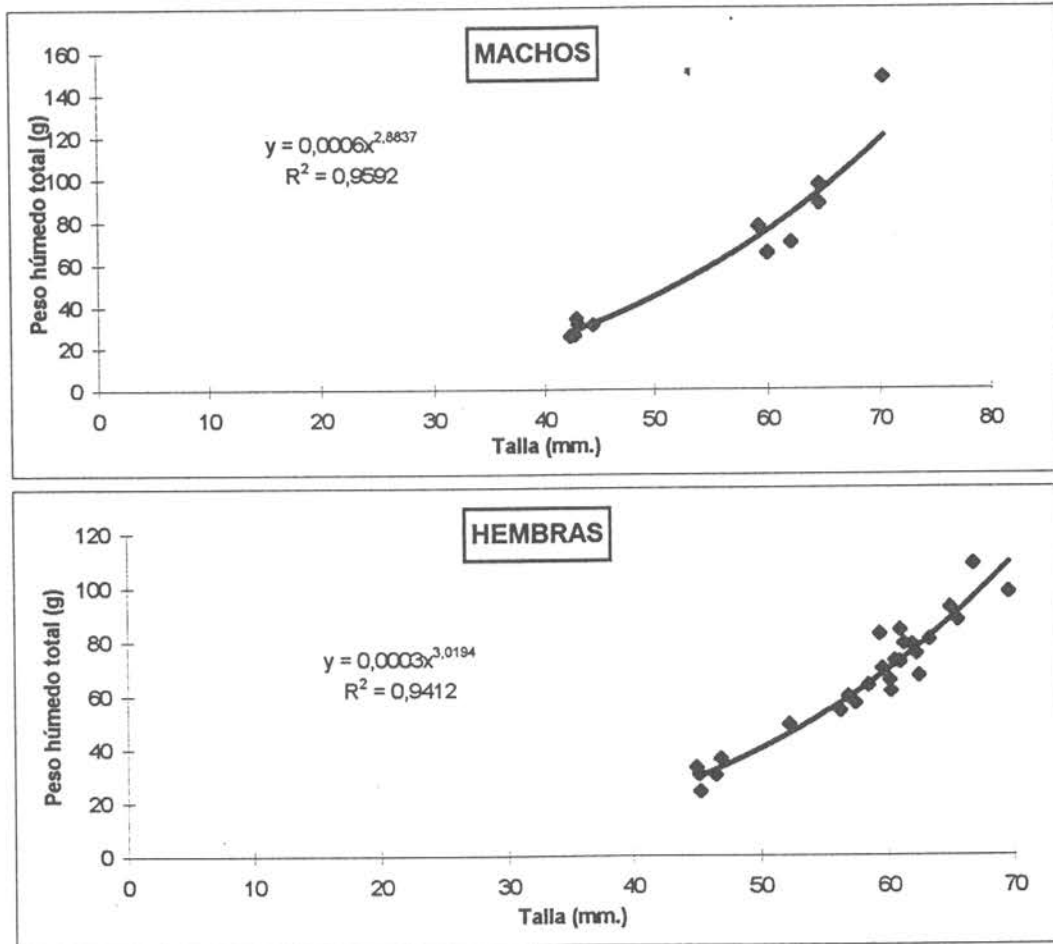 MACHOS
Peso húmedo total (g)
160
140
120
100
80
60
40
20
0
y = 0,0006x^2,8837
R² = 0,9592
0 10 20 30 40 50 60 70 80
Talla (mm.)
HEMBRAS
Peso húmedo total (g)
120
100
80
60
40
20
0
y = 0,0003x^3,0194
R² = 0,9412
0 10 20 30 40 50 60 70
Talla (mm.)